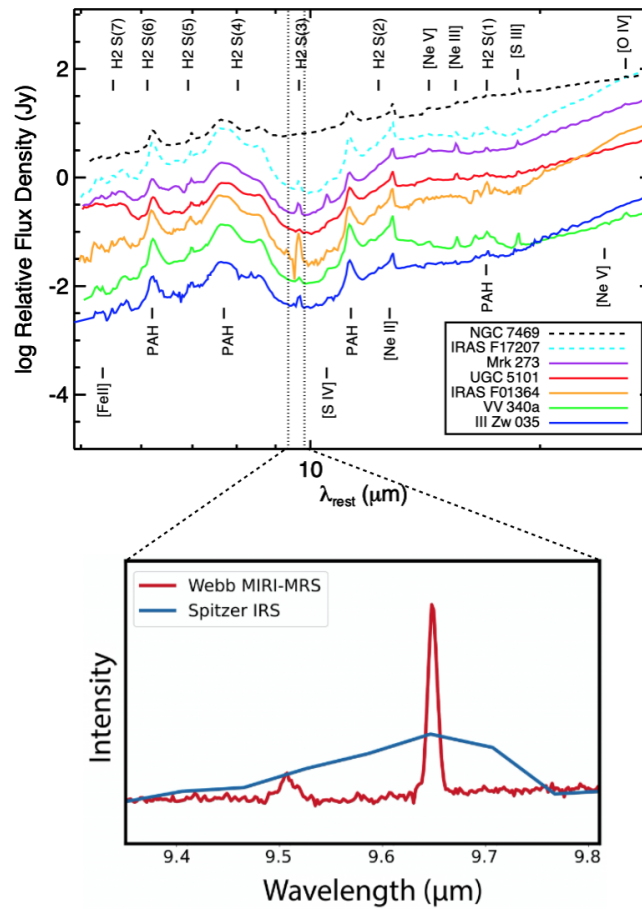 H2 S(7)
H2 S(6)
H2 S(5)
H2 S(4)
H2 S(3)
H2 S(2)
[Ne V]
[Ne III]
H2 S(1)
[S III]
[O IV]
2
0
-2
-4
log Relative Flux Density (Jy)
[FeII]
PAH
PAH
[S IV]
PAH
[Ne II]
PAH
[Ne V]
NGC 7469
IRAS F17207
Mrk 273
UGC 5101
IRAS F01364
VV 340a
III Zw 035
10
λrest (μm)
Webb MIRI-MRS
Spitzer IRS
Intensity
9.4
9.5
9.6
9.7
9.8
Wavelength (μm)